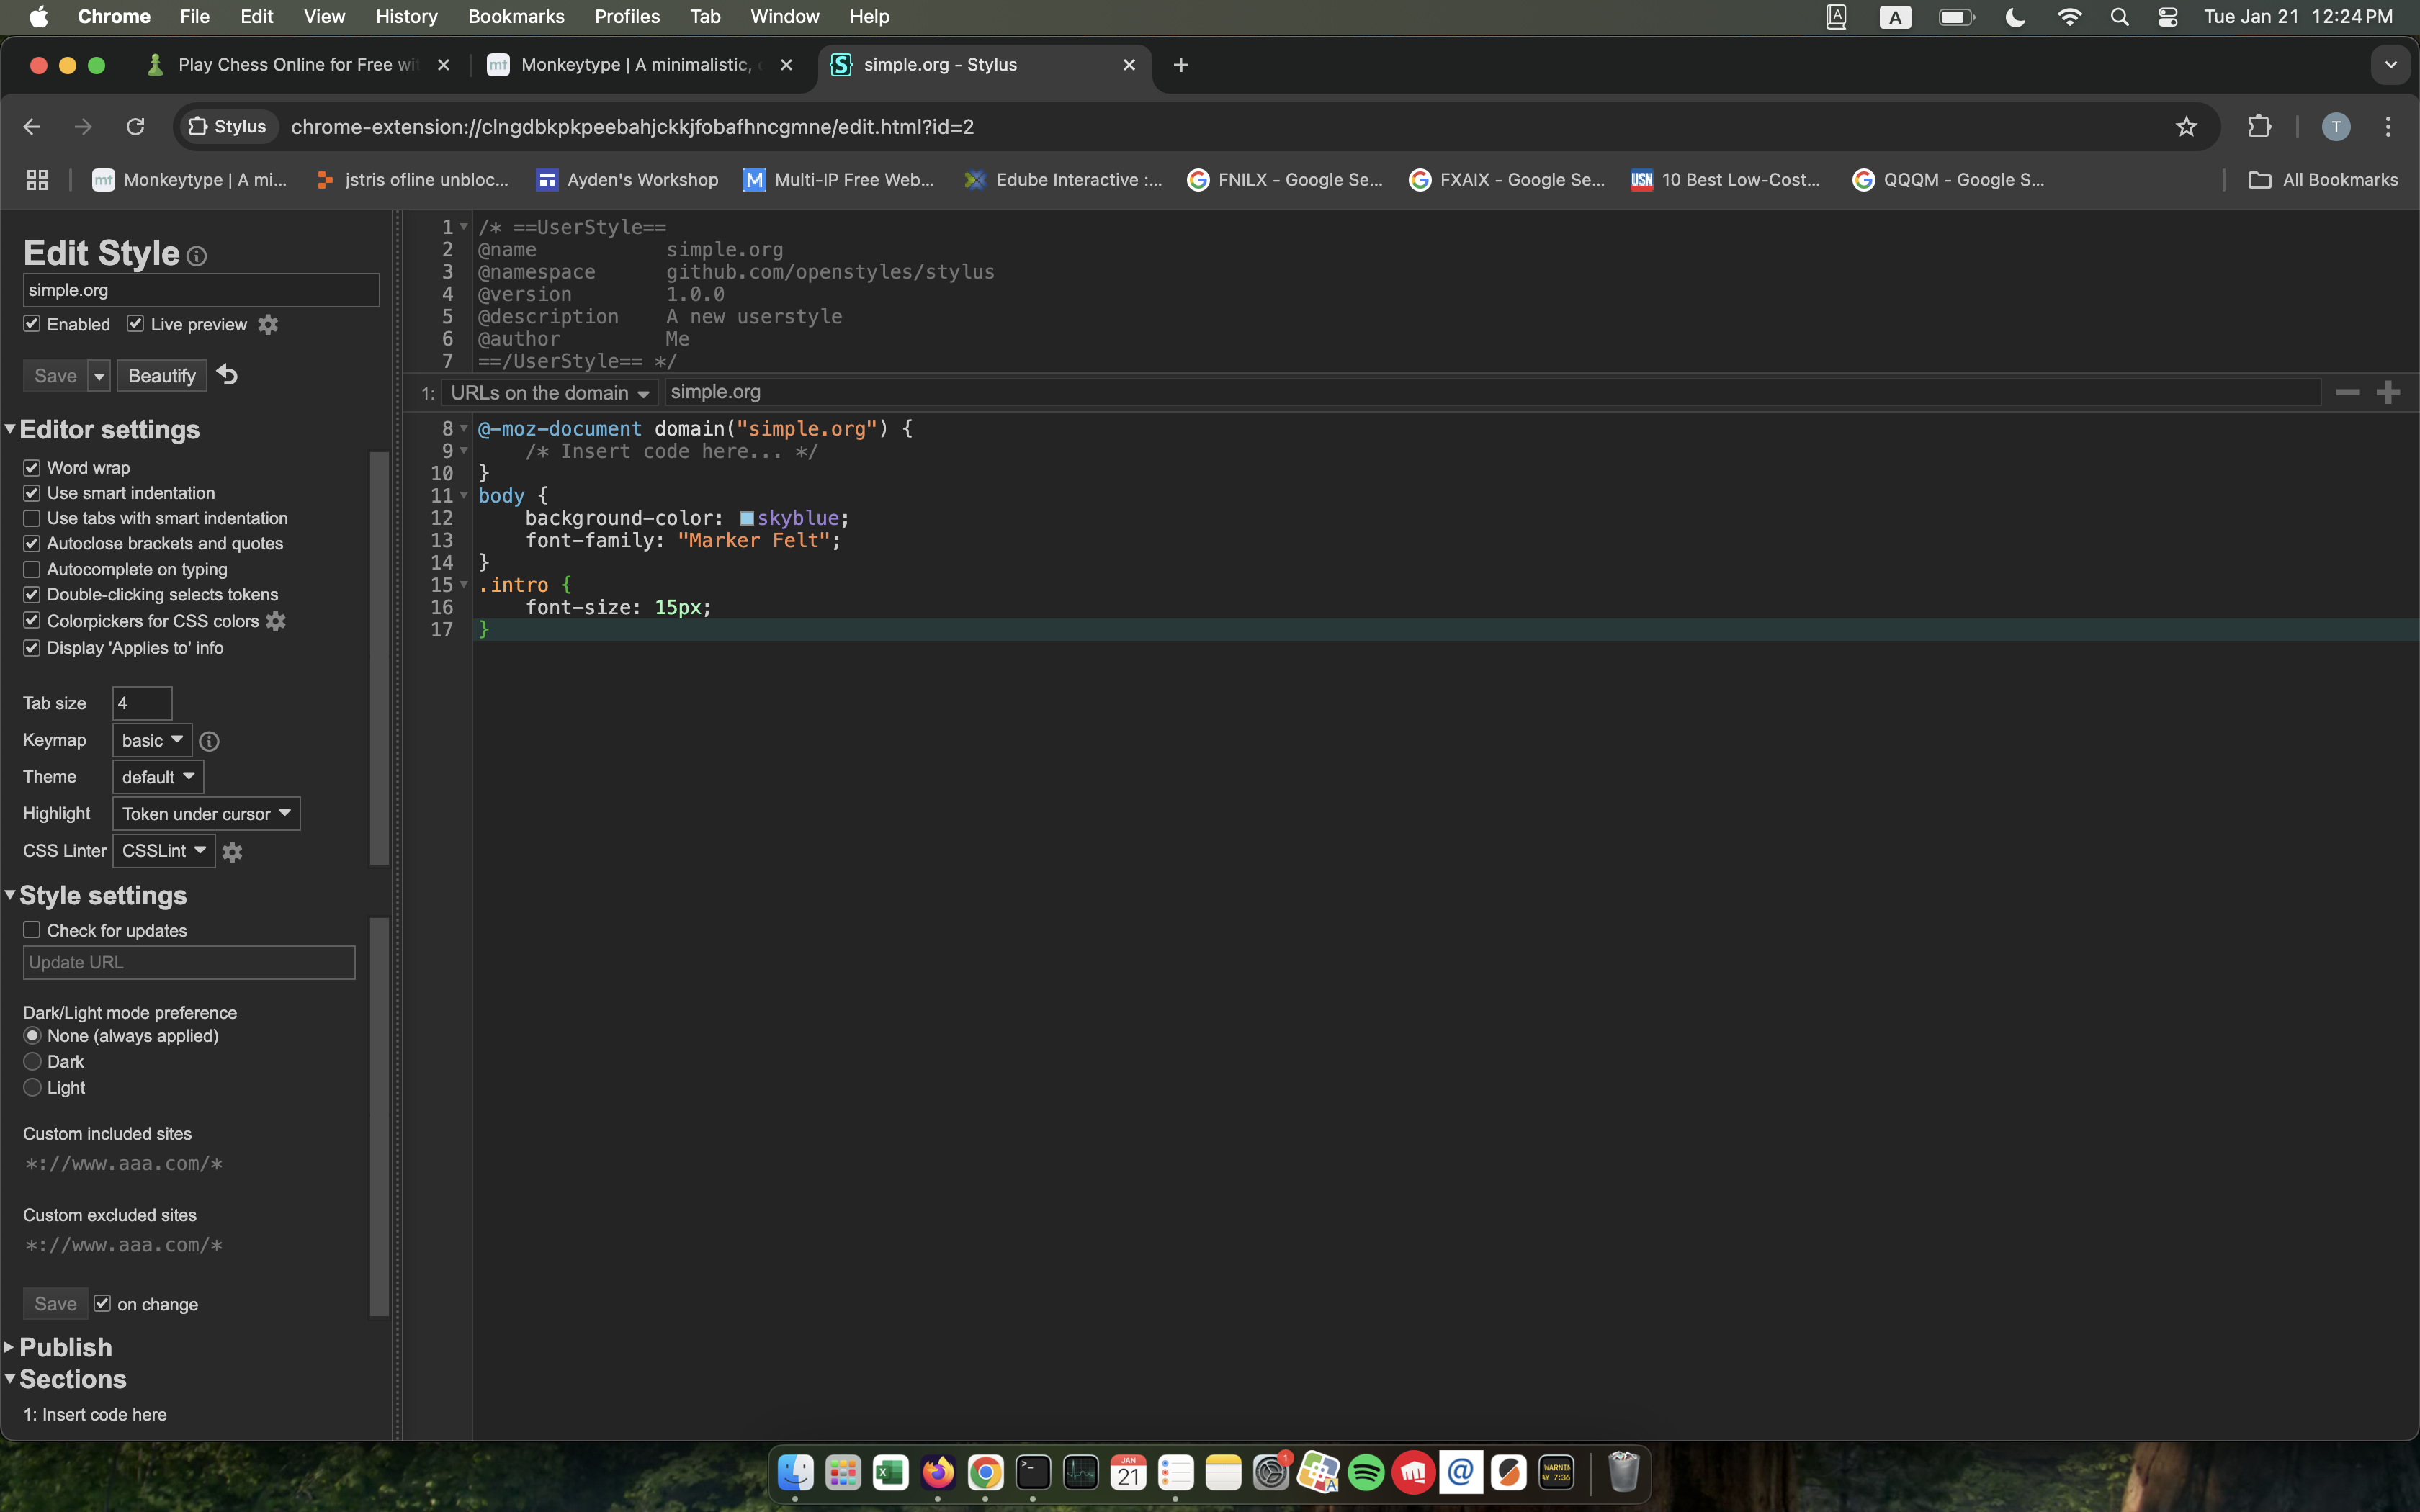 Chrome File Edit View History Bookmarks Profiles Tab Window Help A A Tue Jan 21 12:24 PM
Play Chess Online for Free wi
mt Monkeytype | A minimalistic,
S simple.org - Stylus
Stylus chrome-extension://clngdbkpkpeebahjckkjfobafhncgmne/edit.html?id=2 T
mt Monkeytype | A mi... jstris ofline unbloc... Ayden's Workshop M Multi-IP Free Web... Edube Interactive :... G FNILX - Google Se... G FXAIX - Google Se... USN 10 Best Low-Cost... G QQQM - Google S... All Bookmarks
Edit Style
simple.org
Enabled Live preview
Save Beautify
Editor settings
Word wrap
Use smart indentation
Use tabs with smart indentation
Autoclose brackets and quotes
Autocomplete on typing
Double-clicking selects tokens
Colorpickers for CSS colors
Display 'Applies to' info
Tab size 4
Keymap basic
Theme default
Highlight Token under cursor
CSS Linter CSSLint
Style settings
Check for updates
Update URL
Dark/Light mode preference
None (always applied)
Dark
Light
Custom included sites
*://www.aaa.com/*
Custom excluded sites
*://www.aaa.com/*
Save on change
Publish
Sections
1: Insert code here
1 /* ==UserStyle==
2 @name simple.org
3 @namespace github.com/openstyles/stylus
4 @version 1.0.0
5 @description A new userstyle
6 @author Me
7 ==/UserStyle== */
1: URLs on the domain simple.org
8 @-moz-document domain("simple.org") {
9 /* Insert code here... */
10 }
11 body {
12 background-color: skyblue;
13 font-family: "Marker Felt";
14 }
15 .intro {
16 font-size: 15px;
17 }
JAN
21
1
@
WARNIN
AY 7:36